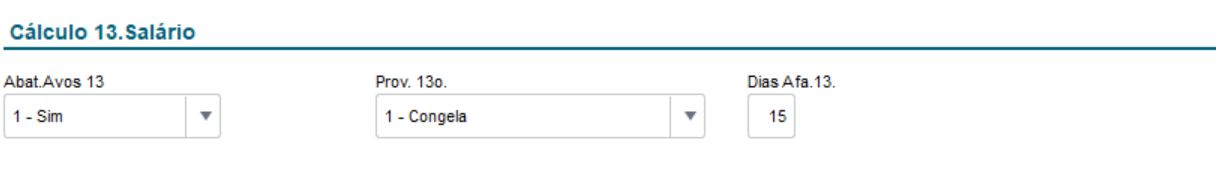 Cálculo 13.Salário
Abat.Avos 13 Prov. 13o. Dias Afa.13.
1 - Sim 1 - Congela 15